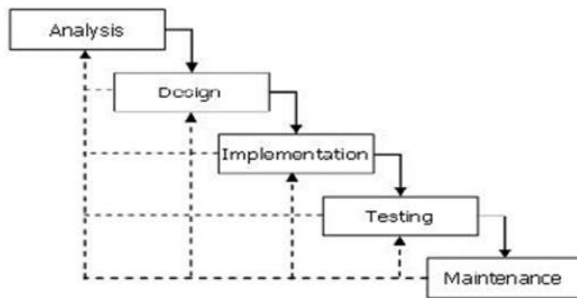 Analysis
Design
Implementation
Testing
Maintenance